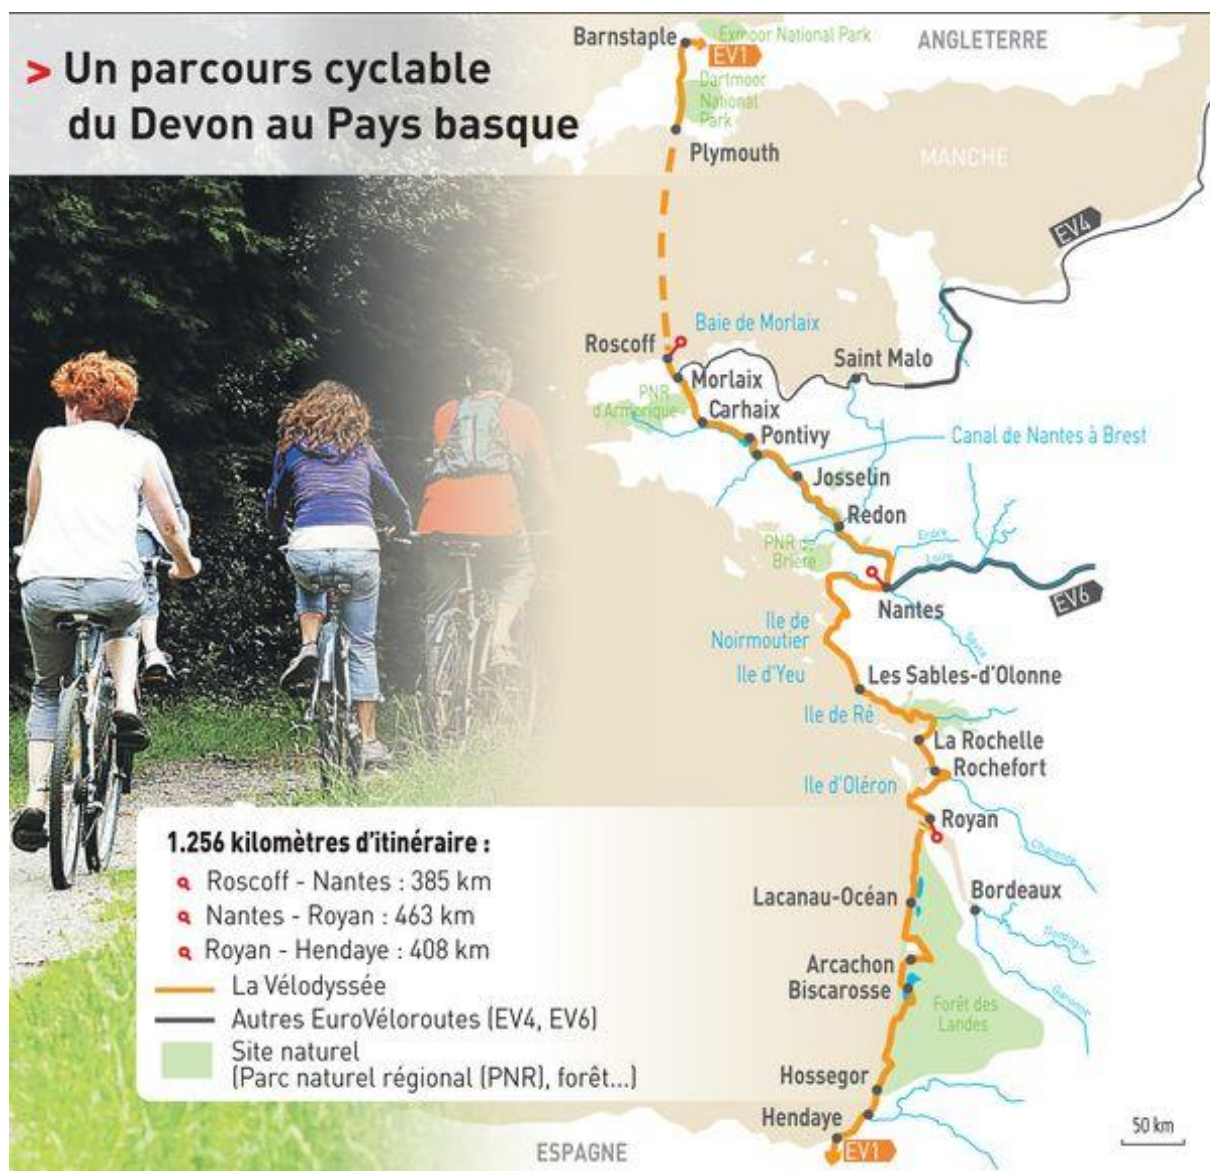 > Un parcours cyclable
du Devon au Pays basque
Barnstaple
Exmoor National Park
EV1
ANGLETERRE
Dartmoor
National
Park
Plymouth
MANCHE
EV4
Baie de Morlaix
Roscoff
Saint Malo
Morlaix
PNR
d'Armorique
Carhaix
Pontivy
Canal de Nantes à Brest
Josselin
Redon
PNR de
Brière
Erdre
Loire
EV6
Nantes
Ile de
Noirmoutier
Sèvre
Ile d'Yeu
Les Sables-d'Olonne
Ile de Ré
La Rochelle
Rochefort
Ile d'Oléron
Royan
Charente
Lacanau-Océan
Bordeaux
Dordogne
Arcachon
Biscarosse
Garonne
Forêt des
Landes
Hossegor
Hendaye
EV1
ESPAGNE
50 km
1.256 kilomètres d'itinéraire :
Roscoff - Nantes : 385 km
Nantes - Royan : 463 km
Royan - Hendaye : 408 km
La Vélodyssée
Autres EuroVéloroutes (EV4, EV6)
Site naturel
(Parc naturel régional (PNR), forêt...)